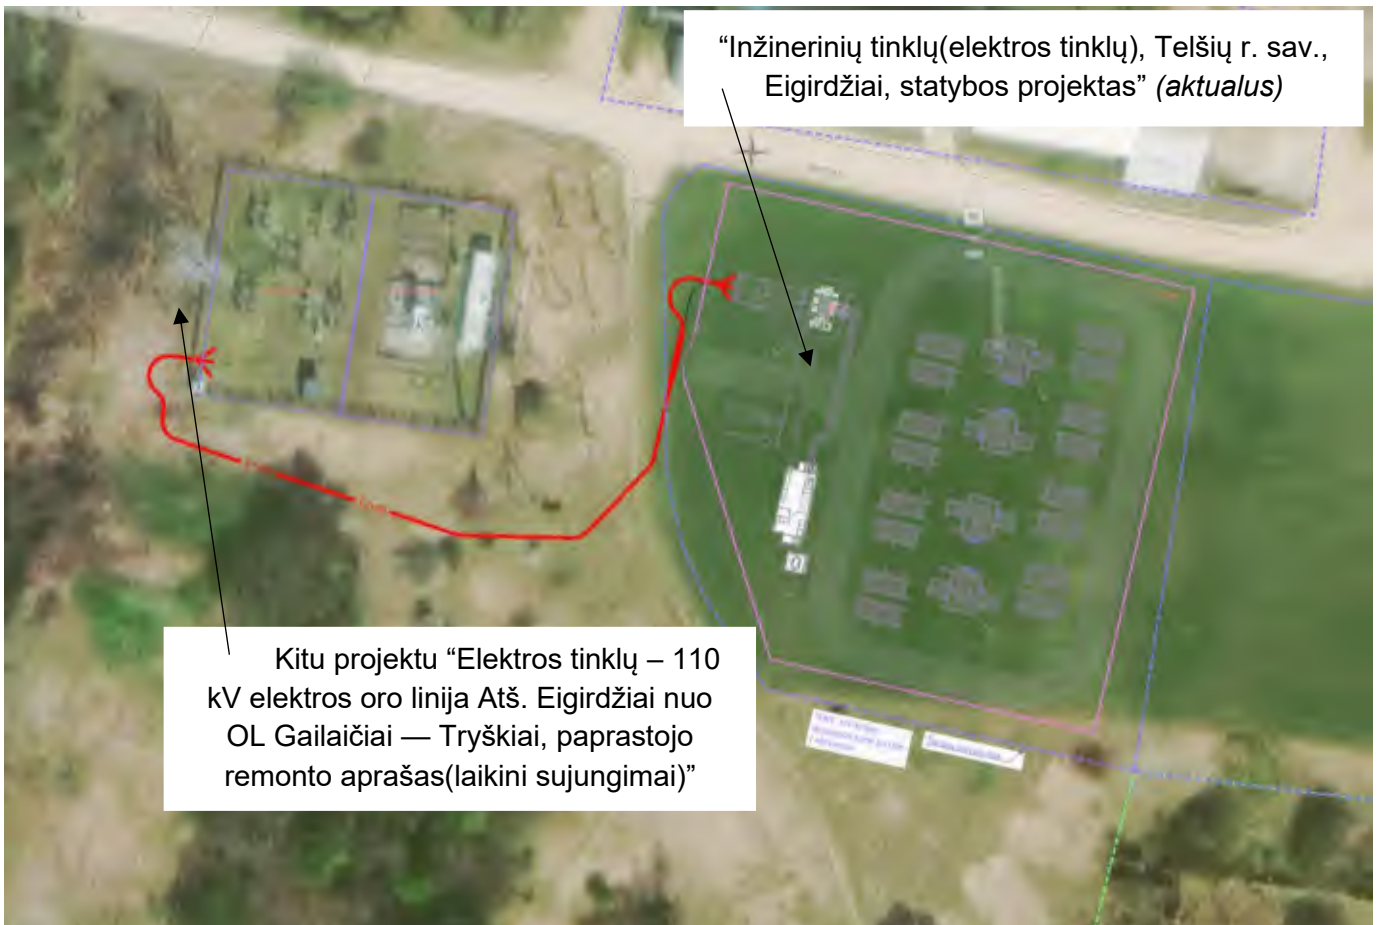 “Inžinerinių tinklų(elektros tinklų), Telšių r. sav.,
Eigirdžiai, statybos projektas” (aktualus)
Kitu projektu “Elektros tinklų – 110
kV elektros oro linija Atš. Eigirdžiai nuo
OL Gailaičiai — Tryškiai, paprastojo
remonto aprašas(laikini sujungimai)”